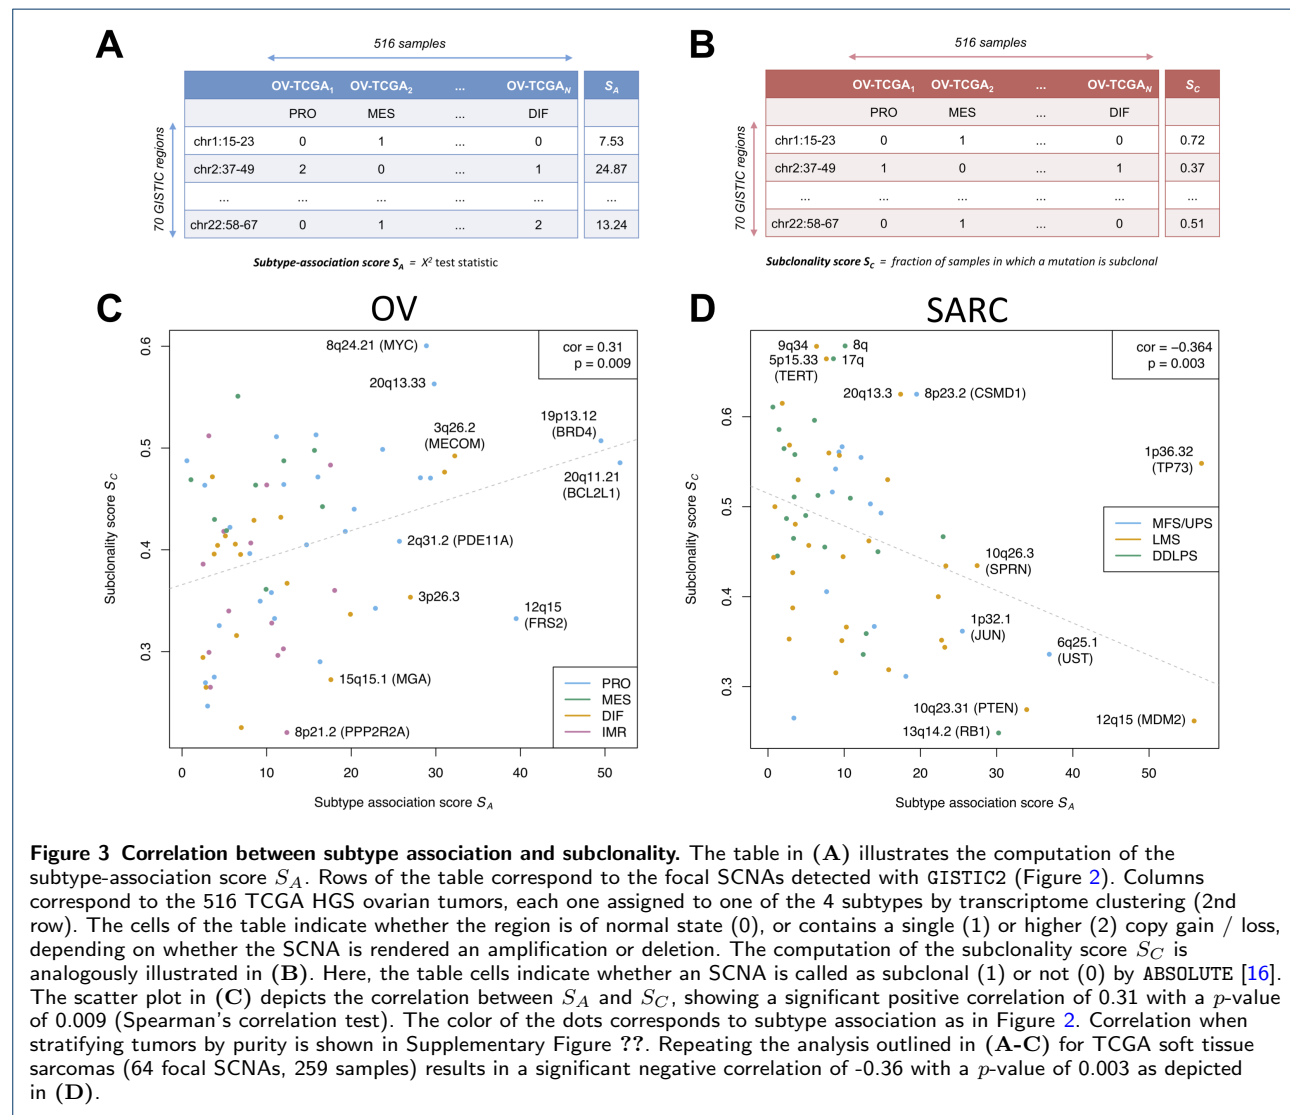 A
516 samples
OV-TCGA1 OV-TCGA2 ... OV-TCGAN SA
PRO MES ... DIF
chr1:15-23 0 1 ... 0 7.53
chr2:37-49 2 0 ... 1 24.87
... ... ... ... ... ...
chr22:58-67 0 1 ... 2 13.24
70 GISTIC regions
Subtype-association score SA = X2 test statistic
B
516 samples
OV-TCGA1 OV-TCGA2 ... OV-TCGAN SC
PRO MES ... DIF
chr1:15-23 0 1 ... 0 0.72
chr2:37-49 1 0 ... 1 0.37
... ... ... ... ... ...
chr22:58-67 0 1 ... 0 0.51
70 GISTIC regions
Subclonality score SC = fraction of samples in which a mutation is subclonal
C
OV
cor = 0.31
p = 0.009
8q24.21 (MYC)
20q13.33
3q26.2
(MECOM)
19p13.12
(BRD4)
20q11.21
(BCL2L1)
2q31.2 (PDE11A)
3p26.3
12q15
(FRS2)
15q15.1 (MGA)
8p21.2 (PPP2R2A)
PRO
MES
DIF
IMR
0.6
0.5
0.4
0.3
Subclonality score SC
0 10 20 30 40 50
Subtype association score SA
D
SARC
cor = −0.364
p = 0.003
9q34
8q
5p15.33
(TERT)
17q
20q13.3
8p23.2 (CSMD1)
1p36.32
(TP73)
MFS/UPS
LMS
DDLPS
10q26.3
(SPRN)
1p32.1
(JUN)
6q25.1
(UST)
10q23.31 (PTEN)
12q15 (MDM2)
13q14.2 (RB1)
0.6
0.5
0.4
0.3
Subclonality score SC
0 10 20 30 40 50
Subtype association score SA
Figure 3 Correlation between subtype association and subclonality. The table in (A) illustrates the computation of the
subtype-association score SA. Rows of the table correspond to the focal SCNAs detected with GISTIC2 (Figure 2). Columns
correspond to the 516 TCGA HGS ovarian tumors, each one assigned to one of the 4 subtypes by transcriptome clustering (2nd
row). The cells of the table indicate whether the region is of normal state (0), or contains a single (1) or higher (2) copy gain / loss,
depending on whether the SCNA is rendered an amplification or deletion. The computation of the subclonality score SC is
analogously illustrated in (B). Here, the table cells indicate whether an SCNA is called as subclonal (1) or not (0) by ABSOLUTE [16].
The scatter plot in (C) depicts the correlation between SA and SC, showing a significant positive correlation of 0.31 with a p-value
of 0.009 (Spearman's correlation test). The color of the dots corresponds to subtype association as in Figure 2. Correlation when
stratifying tumors by purity is shown in Supplementary Figure ??. Repeating the analysis outlined in (A-C) for TCGA soft tissue
sarcomas (64 focal SCNAs, 259 samples) results in a significant negative correlation of -0.36 with a p-value of 0.003 as depicted
in (D).